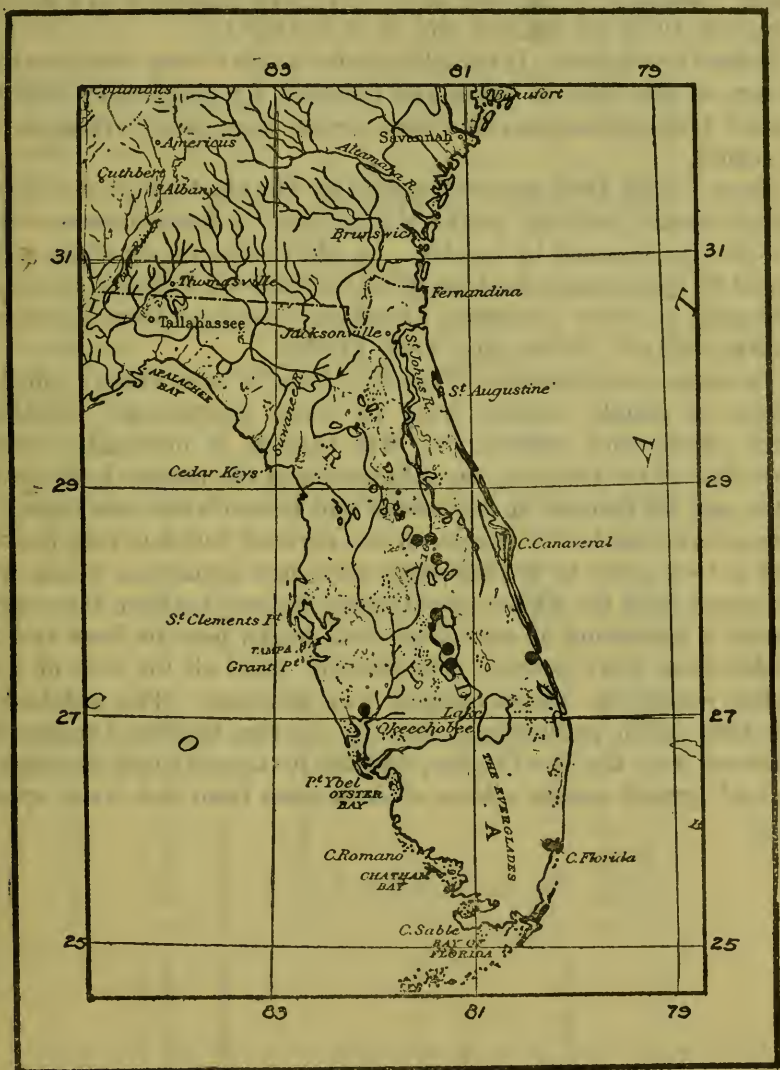 83
81
79
Columbus
Beaufort
Savannah
Americus
Altamaha R.
Cuthbert
Albany
Brunswick
31
31
Thomasville
Fernandina
T
Tallahassee
Jacksonville
St Johns R.
St Augustine
APALACHEE
BAY
Suwanee R.
R
A
Cedar Keys
29
29
C. Canaveral
I
St Clements Pt
TAMPA
Grant Pt
D
C
27
Lake
27
Okeechobee
O
Pt Ybel
OYSTER
BAY
THE EVERGLADES
A
C. Romano
CHATHAM
BAY
C. Florida
C. Sable
25
BAY OF
FLORIDA
25
83
81
79